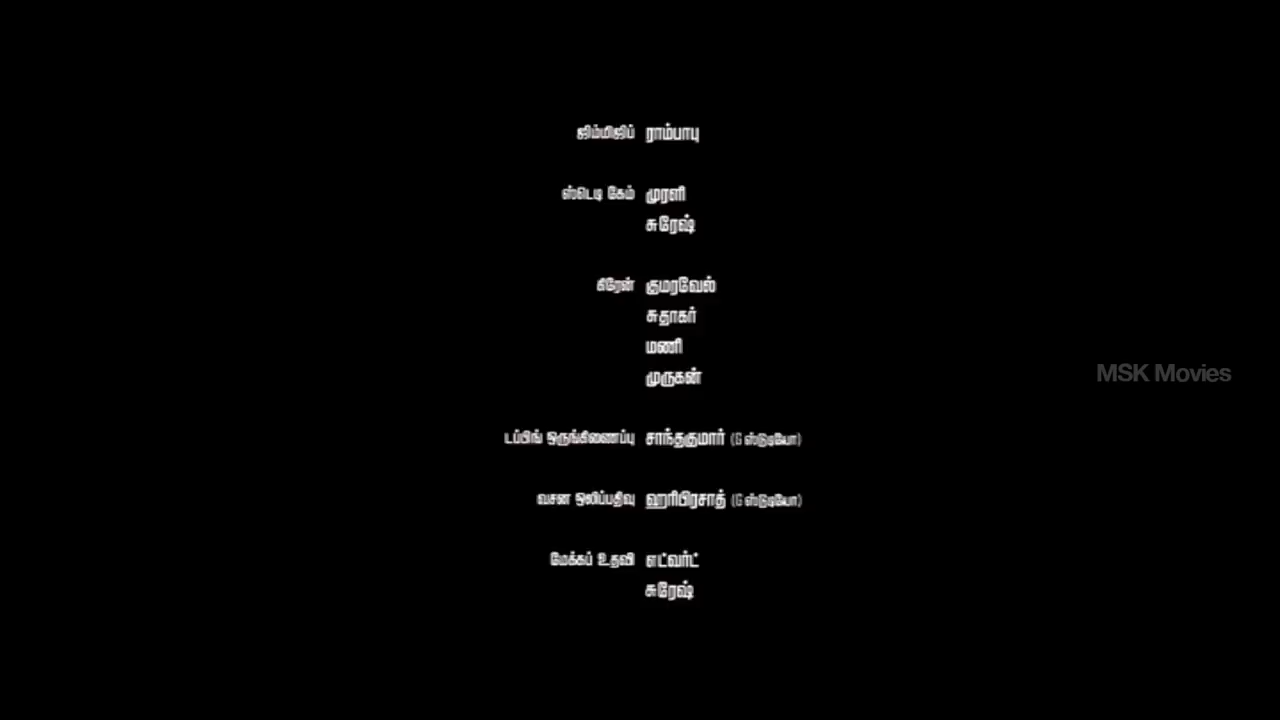 ஜிம்மிஜிப் ராம்பாபு
ஸ்டெடி கேம் முரளி
சுரேஷ்
கிரேன் குமரவேல்
சுதாகர்
மணி
முருகன்
டப்பிங் ஒருங்கிணைப்பு சாந்தகுமார் (G ஸ்டுடியோ)
வசன ஒலிப்பதிவு ஹரிபிரசாத் (G ஸ்டுடியோ)
மேக்கப் உதவி எட்வர்ட்
சுரேஷ்
MSK Movies